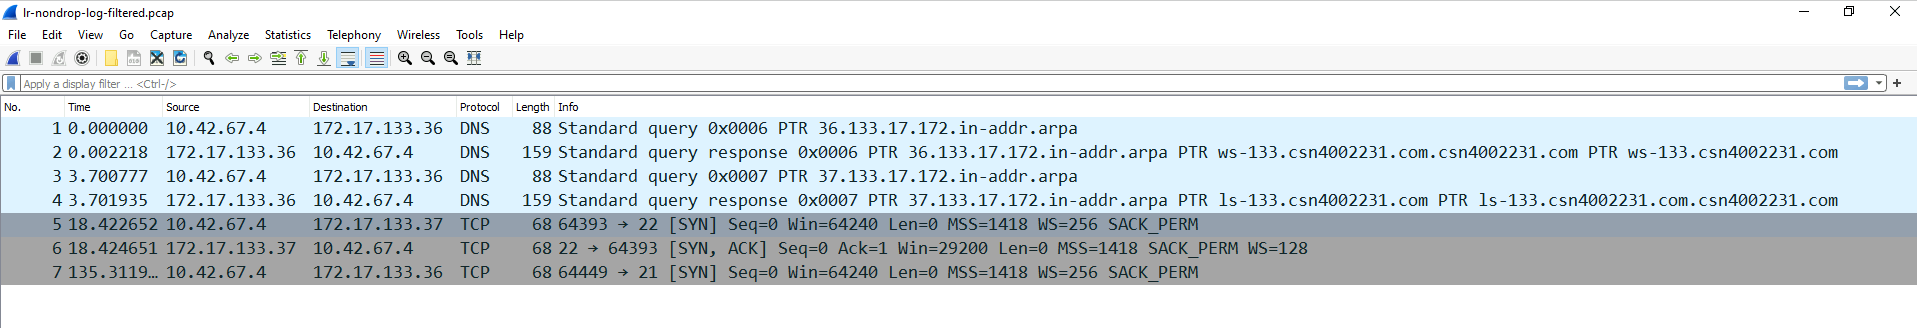 lr-nondrop-log-filtered.pcap
File Edit View Go Capture Analyze Statistics Telephony Wireless Tools Help
Apply a display filter ... <Ctrl-/>
No. Time Source Destination Protocol Length Info
1 0.000000 10.42.67.4 172.17.133.36 DNS 88 Standard query 0x0006 PTR 36.133.17.172.in-addr.arpa
2 0.002218 172.17.133.36 10.42.67.4 DNS 159 Standard query response 0x0006 PTR 36.133.17.172.in-addr.arpa PTR ws-133.csn4002231.com.csn4002231.com PTR ws-133.csn4002231.com
3 3.700777 10.42.67.4 172.17.133.36 DNS 88 Standard query 0x0007 PTR 37.133.17.172.in-addr.arpa
4 3.701935 172.17.133.36 10.42.67.4 DNS 159 Standard query response 0x0007 PTR 37.133.17.172.in-addr.arpa PTR ls-133.csn4002231.com PTR ls-133.csn4002231.com.csn4002231.com
5 18.422652 10.42.67.4 172.17.133.37 TCP 68 64393 → 22 [SYN] Seq=0 Win=64240 Len=0 MSS=1418 WS=256 SACK_PERM
6 18.424651 172.17.133.37 10.42.67.4 TCP 68 22 → 64393 [SYN, ACK] Seq=0 Ack=1 Win=29200 Len=0 MSS=1418 SACK_PERM WS=128
7 135.3119… 10.42.67.4 172.17.133.36 TCP 68 64449 → 21 [SYN] Seq=0 Win=64240 Len=0 MSS=1418 WS=256 SACK_PERM